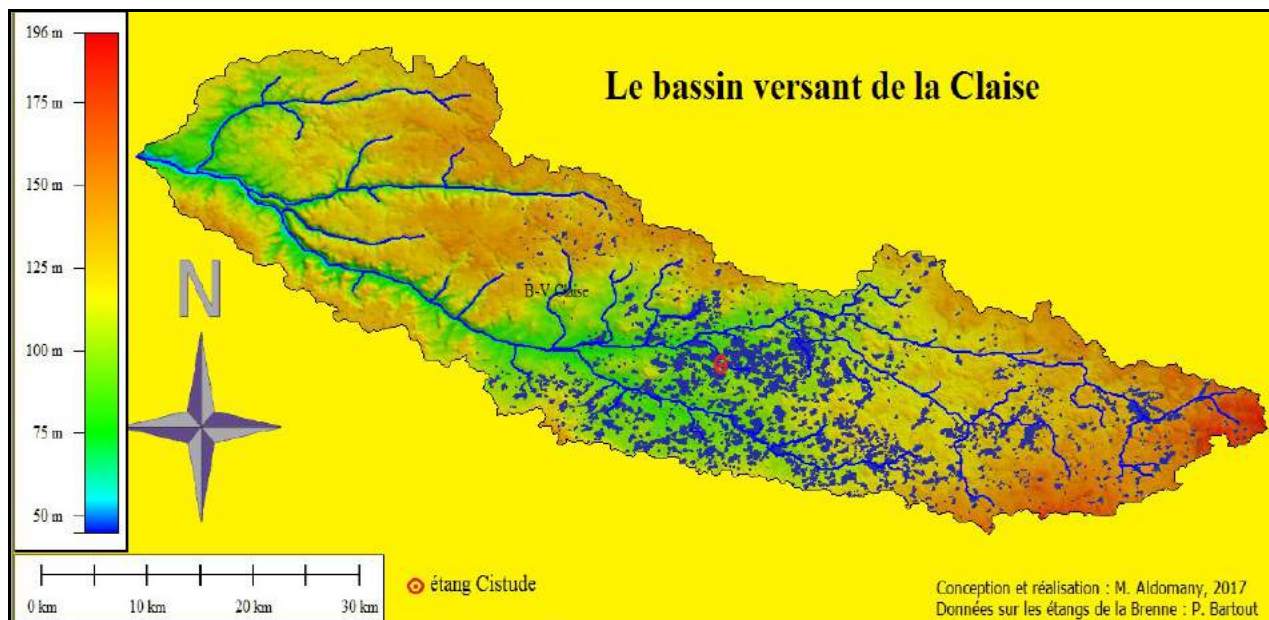 Le bassin versant de la Claise
196 m
175 m
150 m
125 m
100 m
75 m
50 m
N
B-V Claise
0 km
10 km
20 km
30 km
étang Cistude
Conception et réalisation : M. Aldomany, 2017
Données sur les étangs de la Brenne : P. Bartout